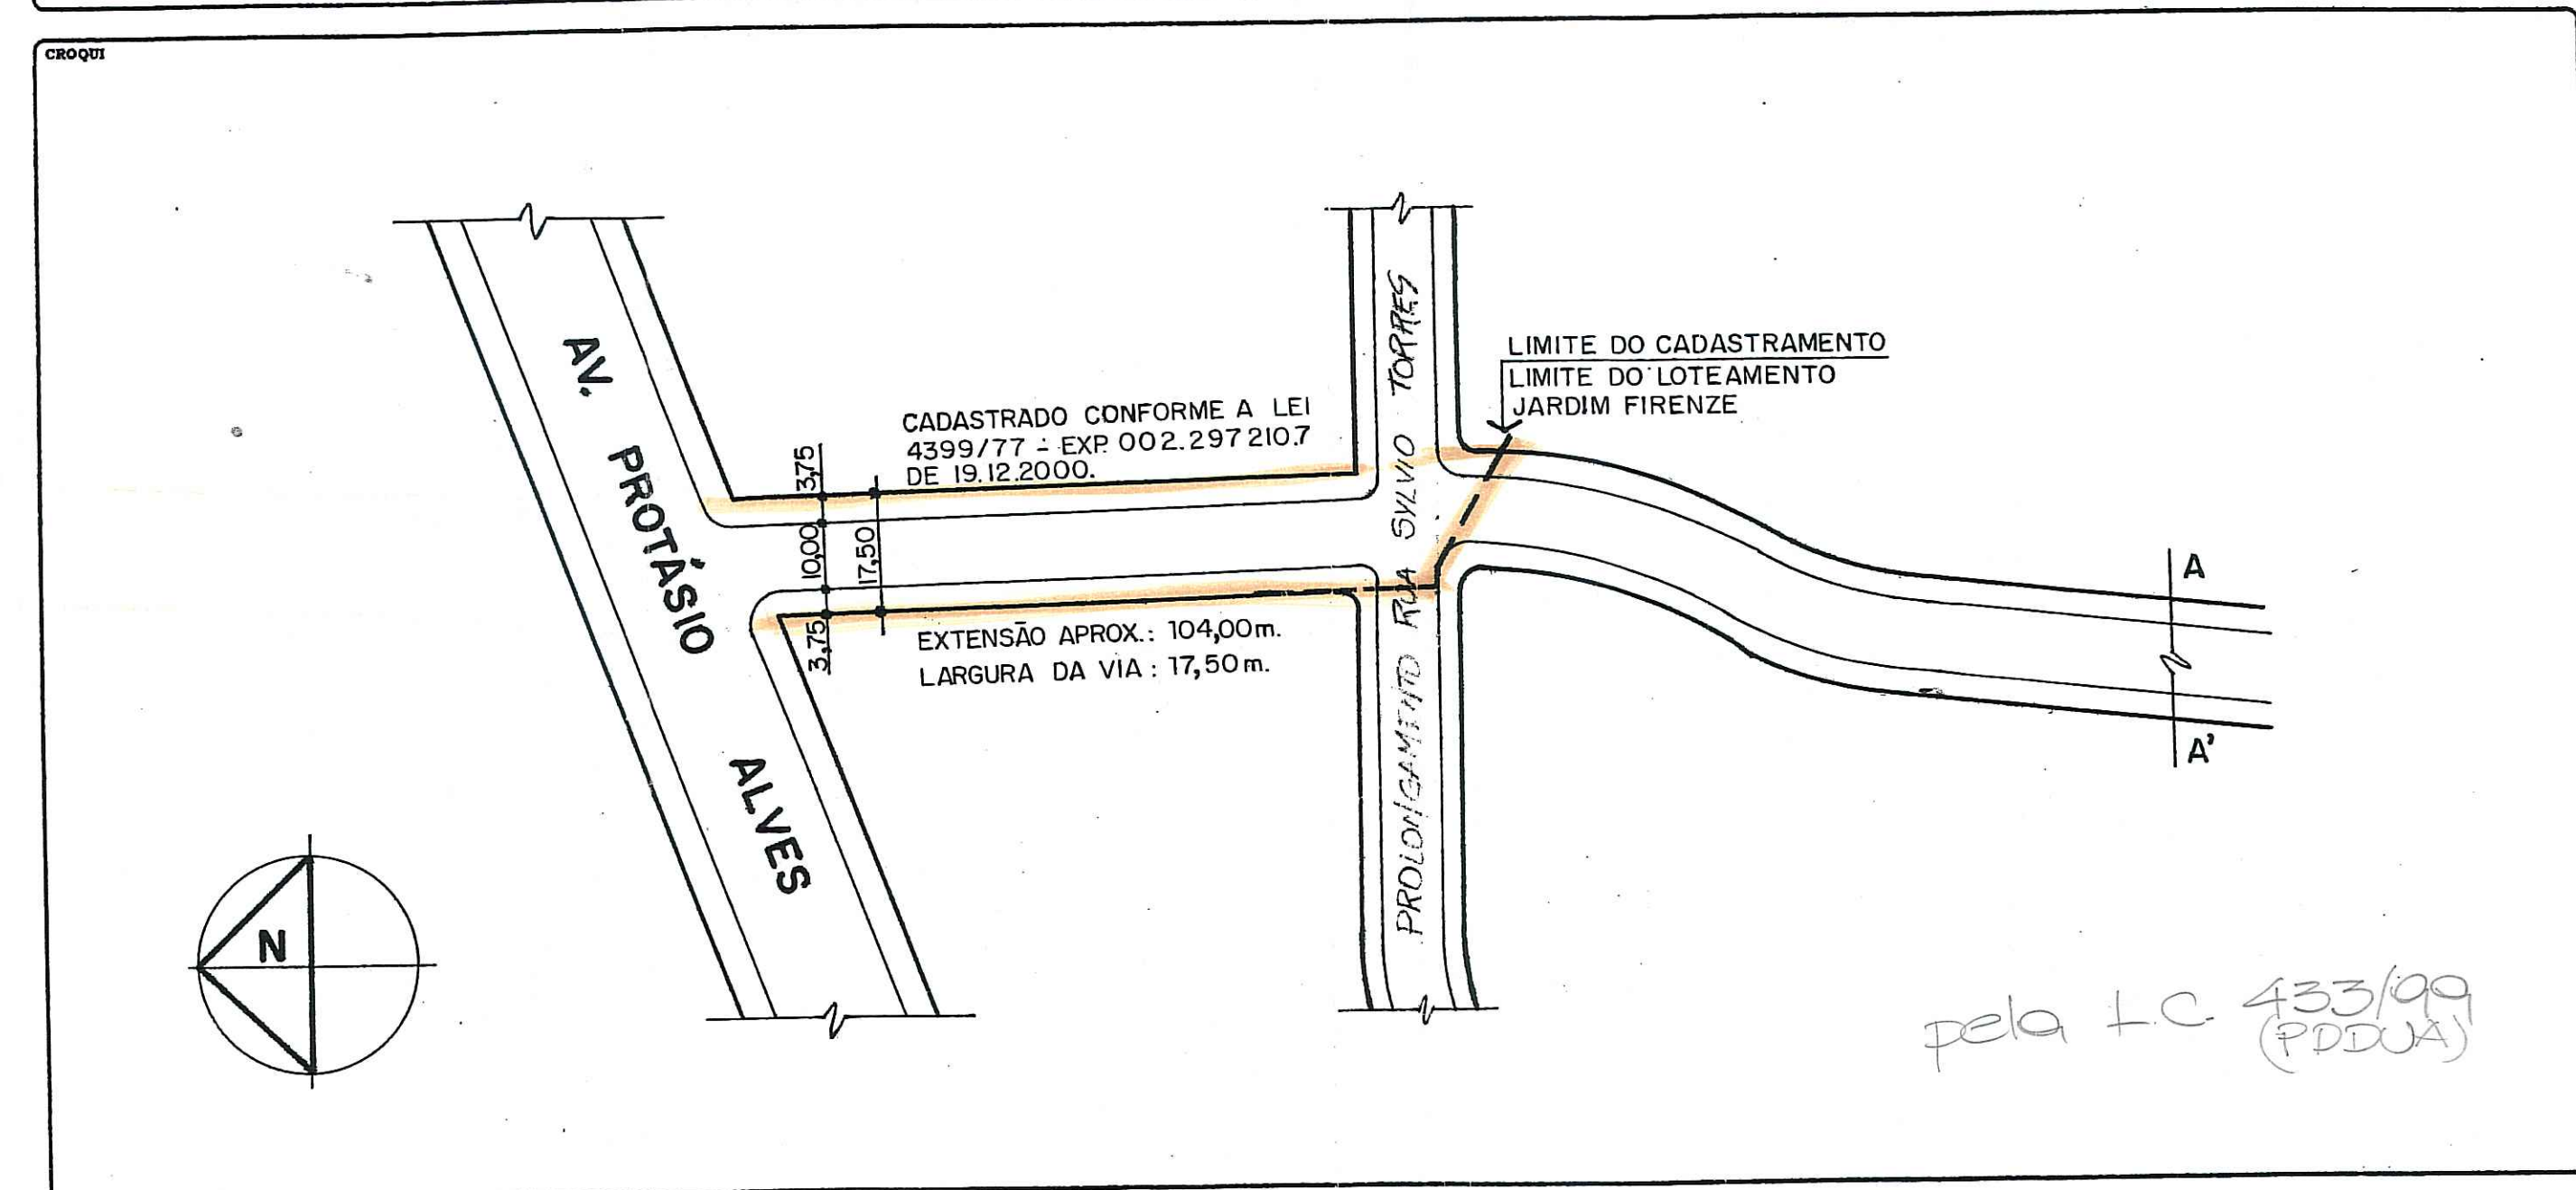 CROQUI
AV. PROTÁSIO ALVES
CADASTRADO CONFORME A LEI
4399/77 - EXP. 002.297210.7
DE 19.12.2000.
3,75
10,00
17,50
3,75
EXTENSÃO APROX.: 104,00m.
LARGURA DA VIA : 17,50m.
PROLONGAMENTO RUA SYLVIO TORRES
LIMITE DO CADASTRAMENTO
LIMITE DO LOTEAMENTO
JARDIM FIRENZE
A
A'
N
pela L.C. 433/99
(PDDUA)